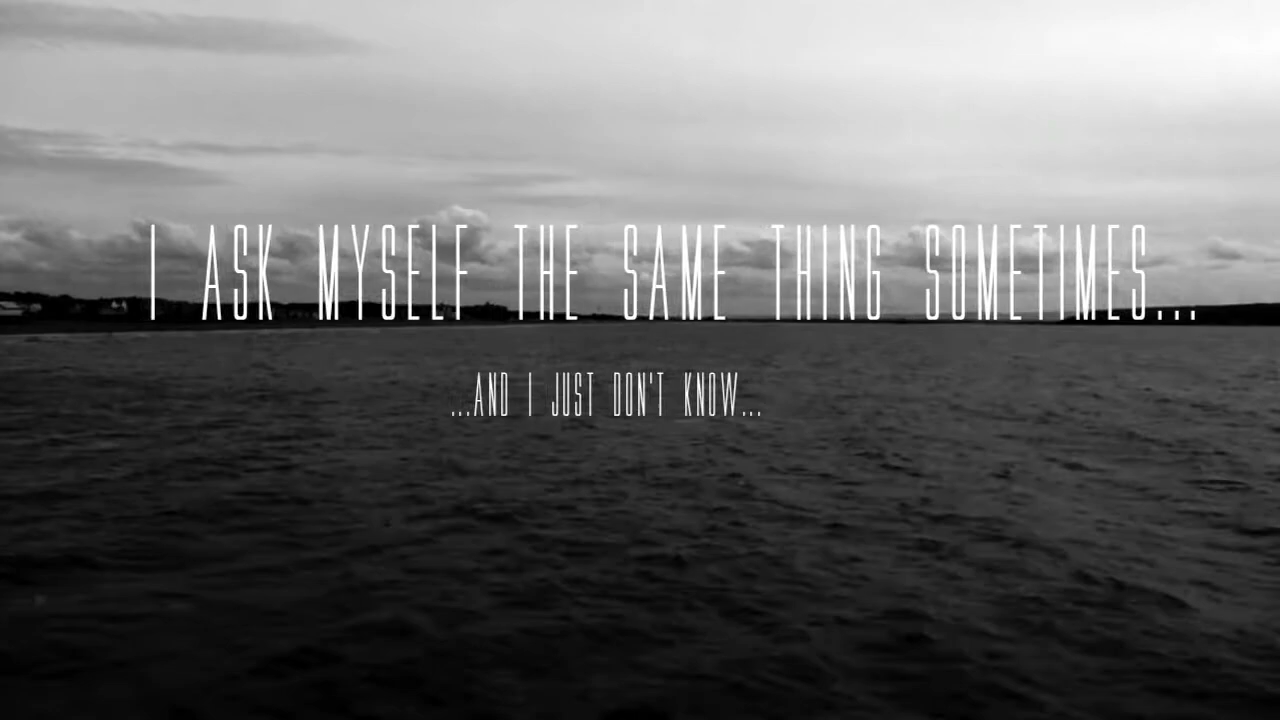 I ASK MYSELF THE SAME THING SOMETIMES...
...AND I JUST DON'T KNOW...